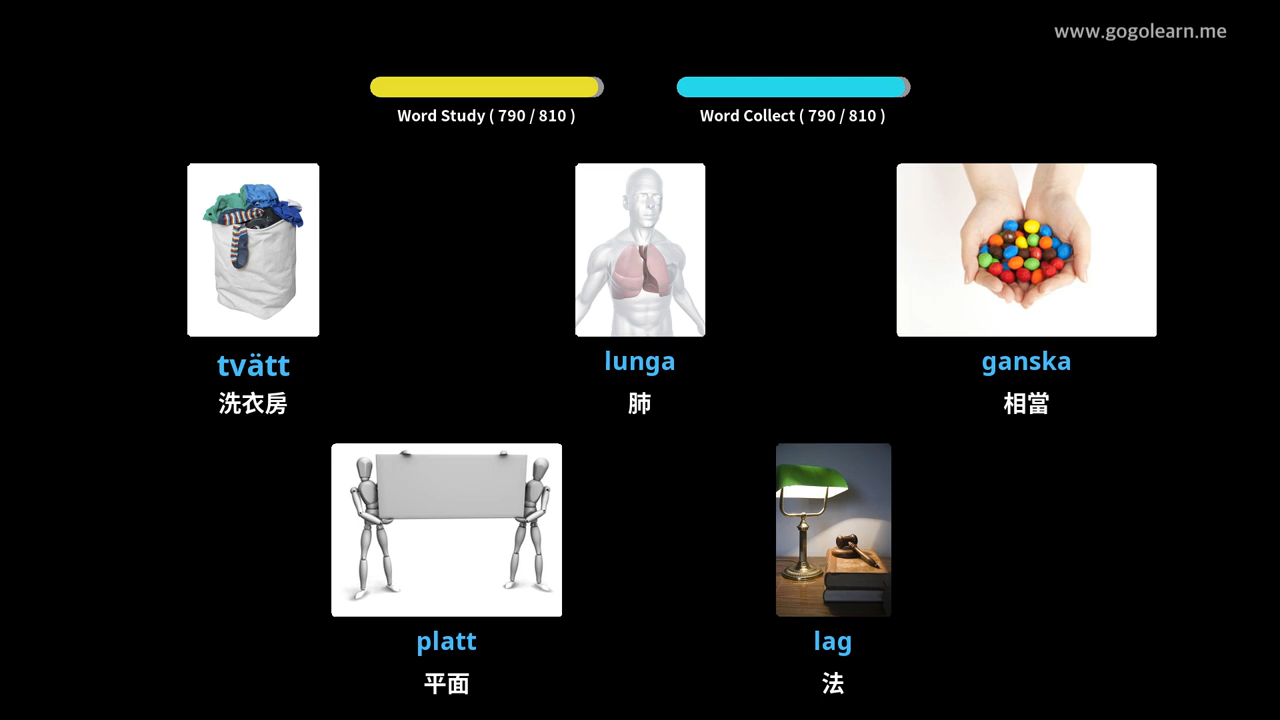 www.gogolearn.me
Word Study ( 790 / 810 )
Word Collect ( 790 / 810 )
tvätt
洗衣房
lunga
肺
ganska
相當
platt
平面
lag
法